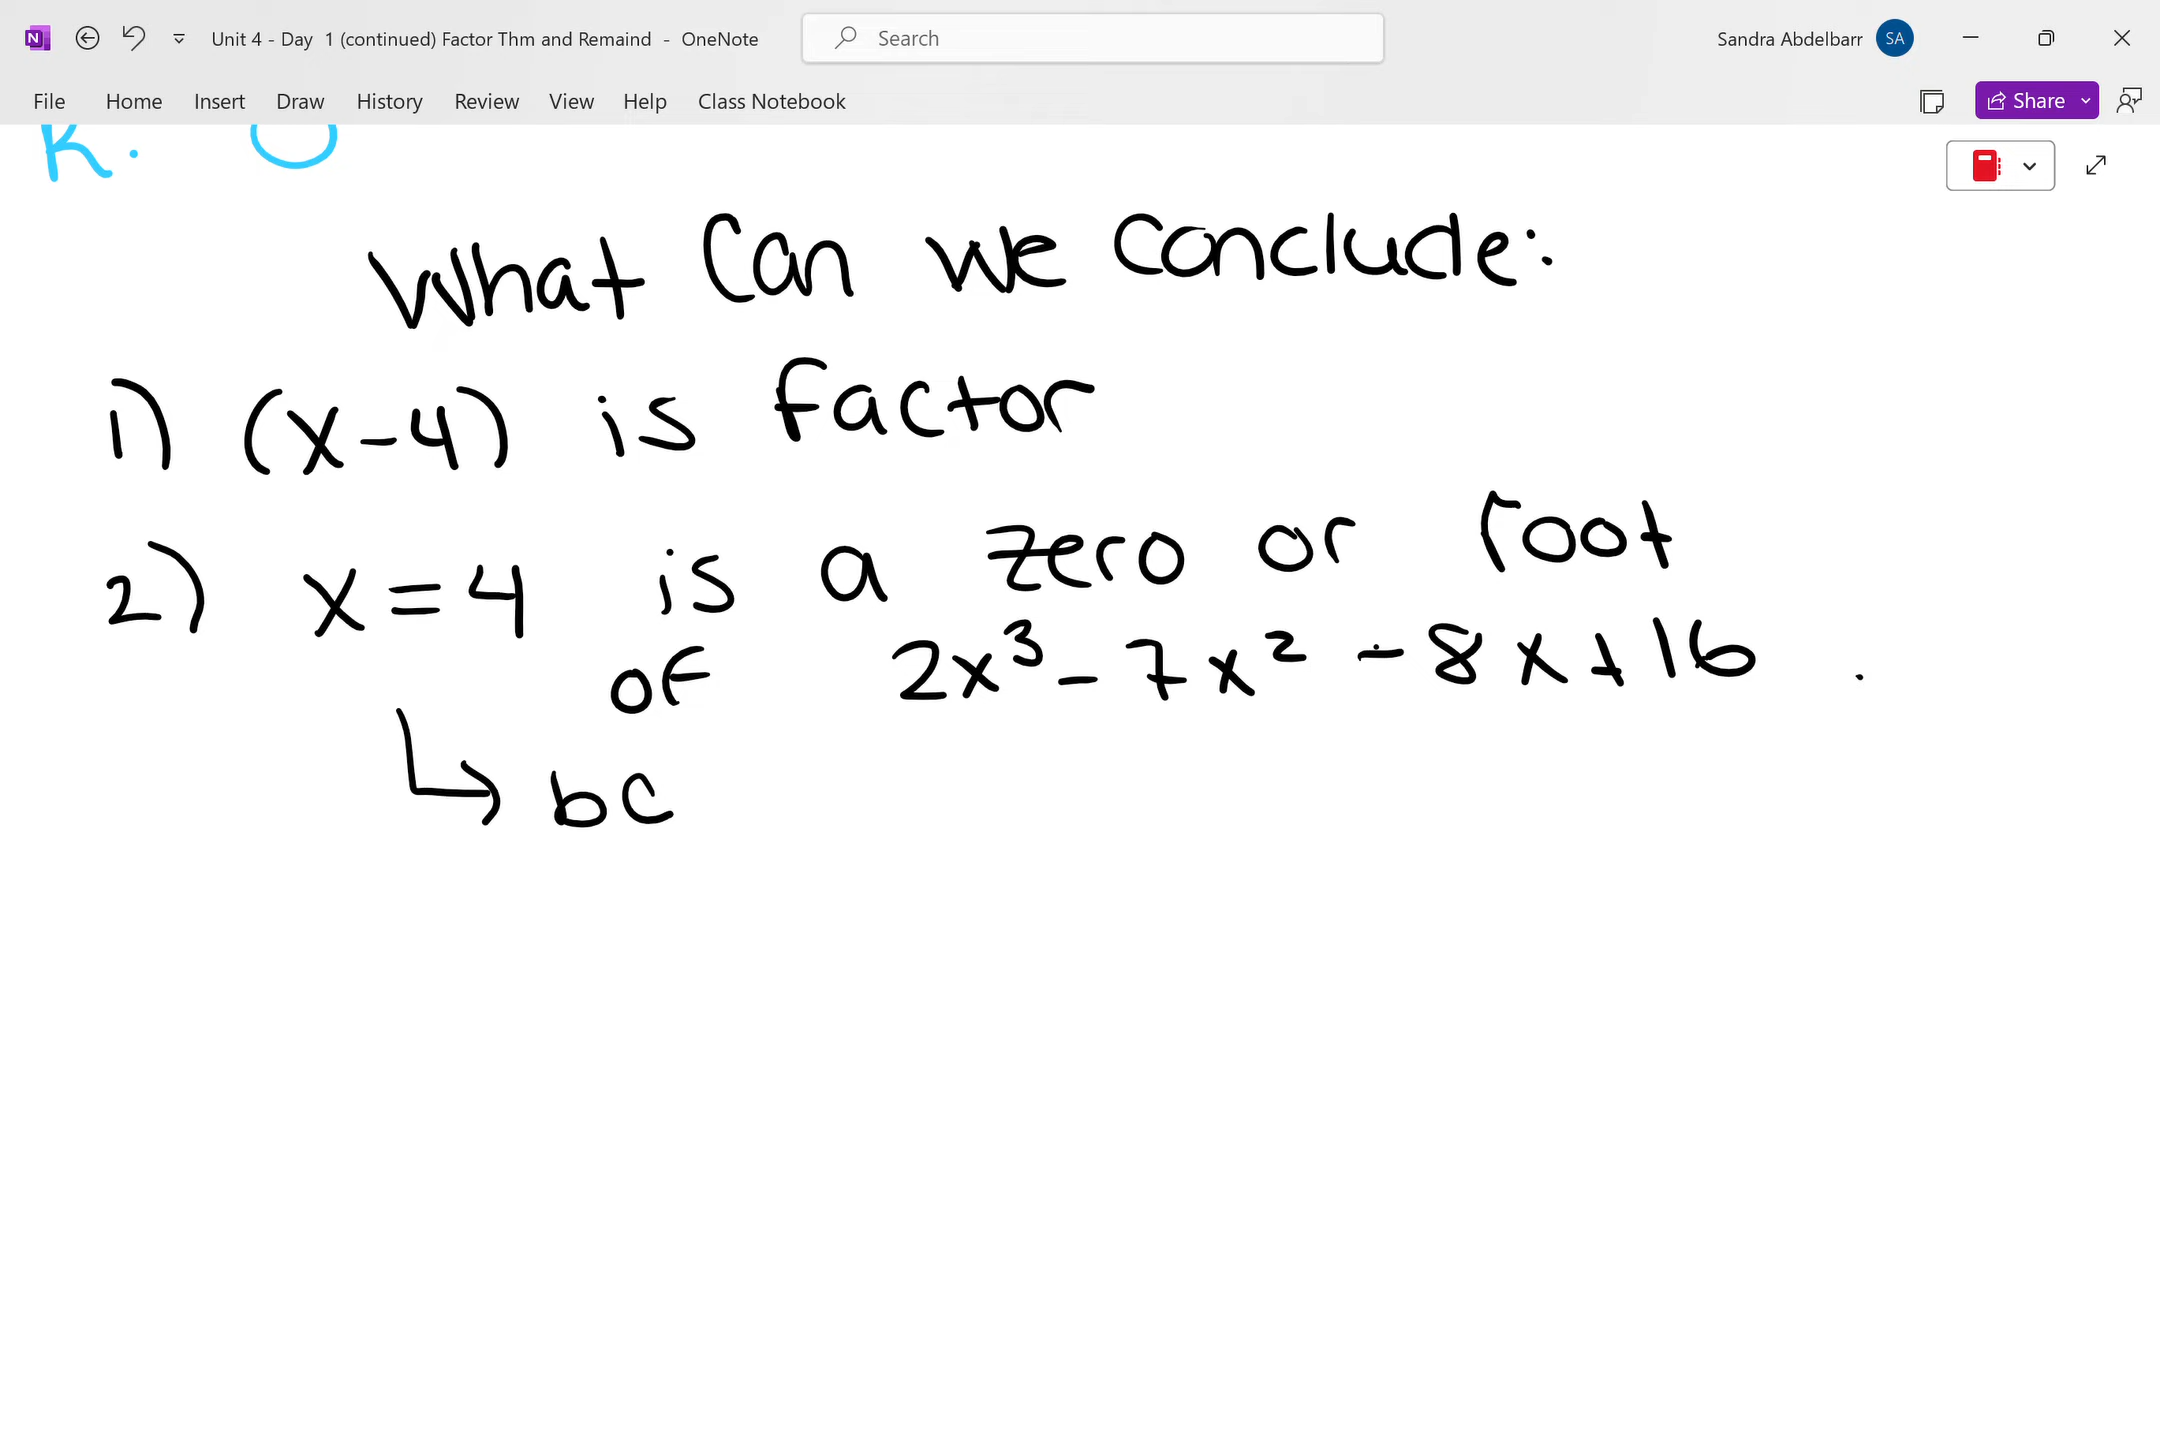 Unit 4 - Day 1 (continued) Factor Thm and Remaind - OneNote
Search
Sandra Abdelbarr SA
File Home Insert Draw History Review View Help Class Notebook
Share
R: 0
What can we conclude:
1) (x-4) is factor
2) x=4 is a zero or root
of 2x³-7x²-8x+16 .
↳ bc